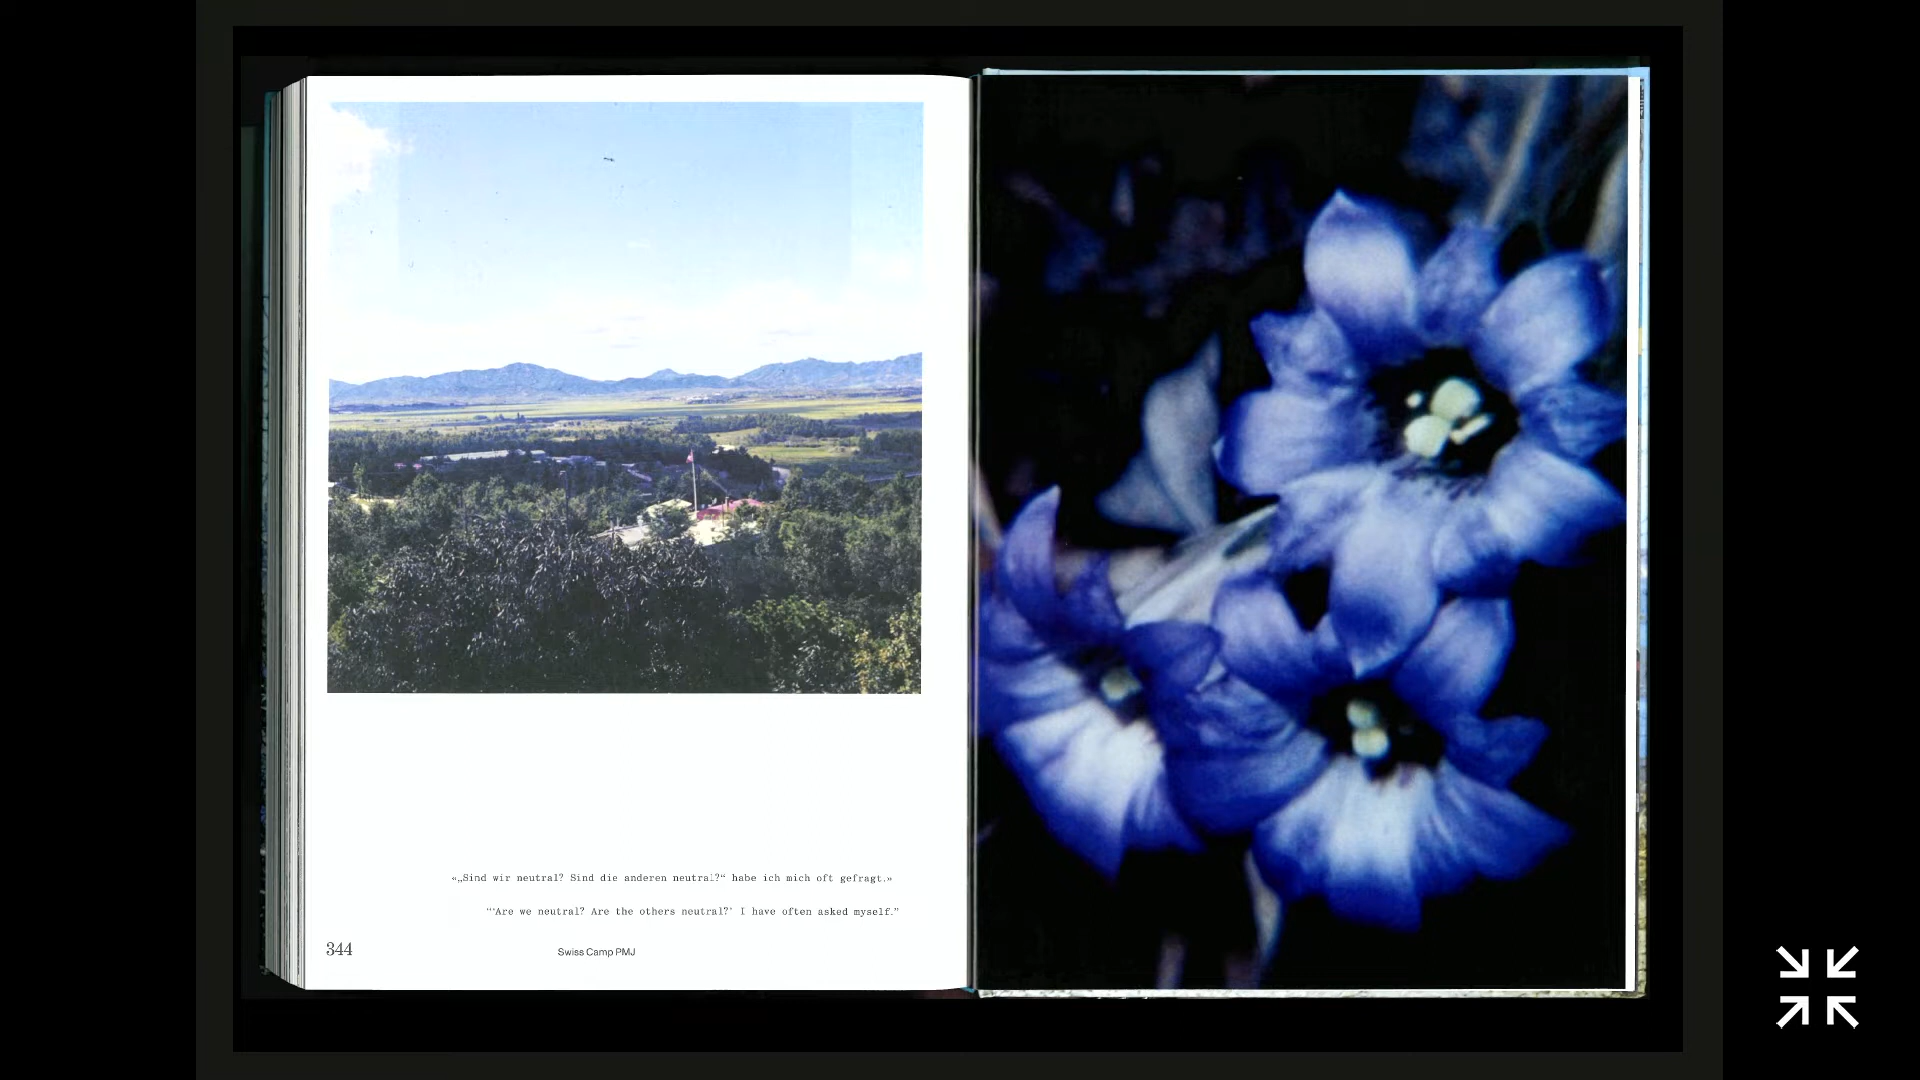 «„Sind wir neutral? Sind die anderen neutral?“ habe ich mich oft gefragt.»
“‘Are we neutral? Are the others neutral?’ I have often asked myself.”
344
Swiss Camp PMJ